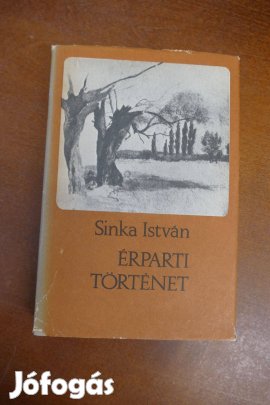 Sinka István
ÉRPARTI
TÖRTÉNET
Jófogás